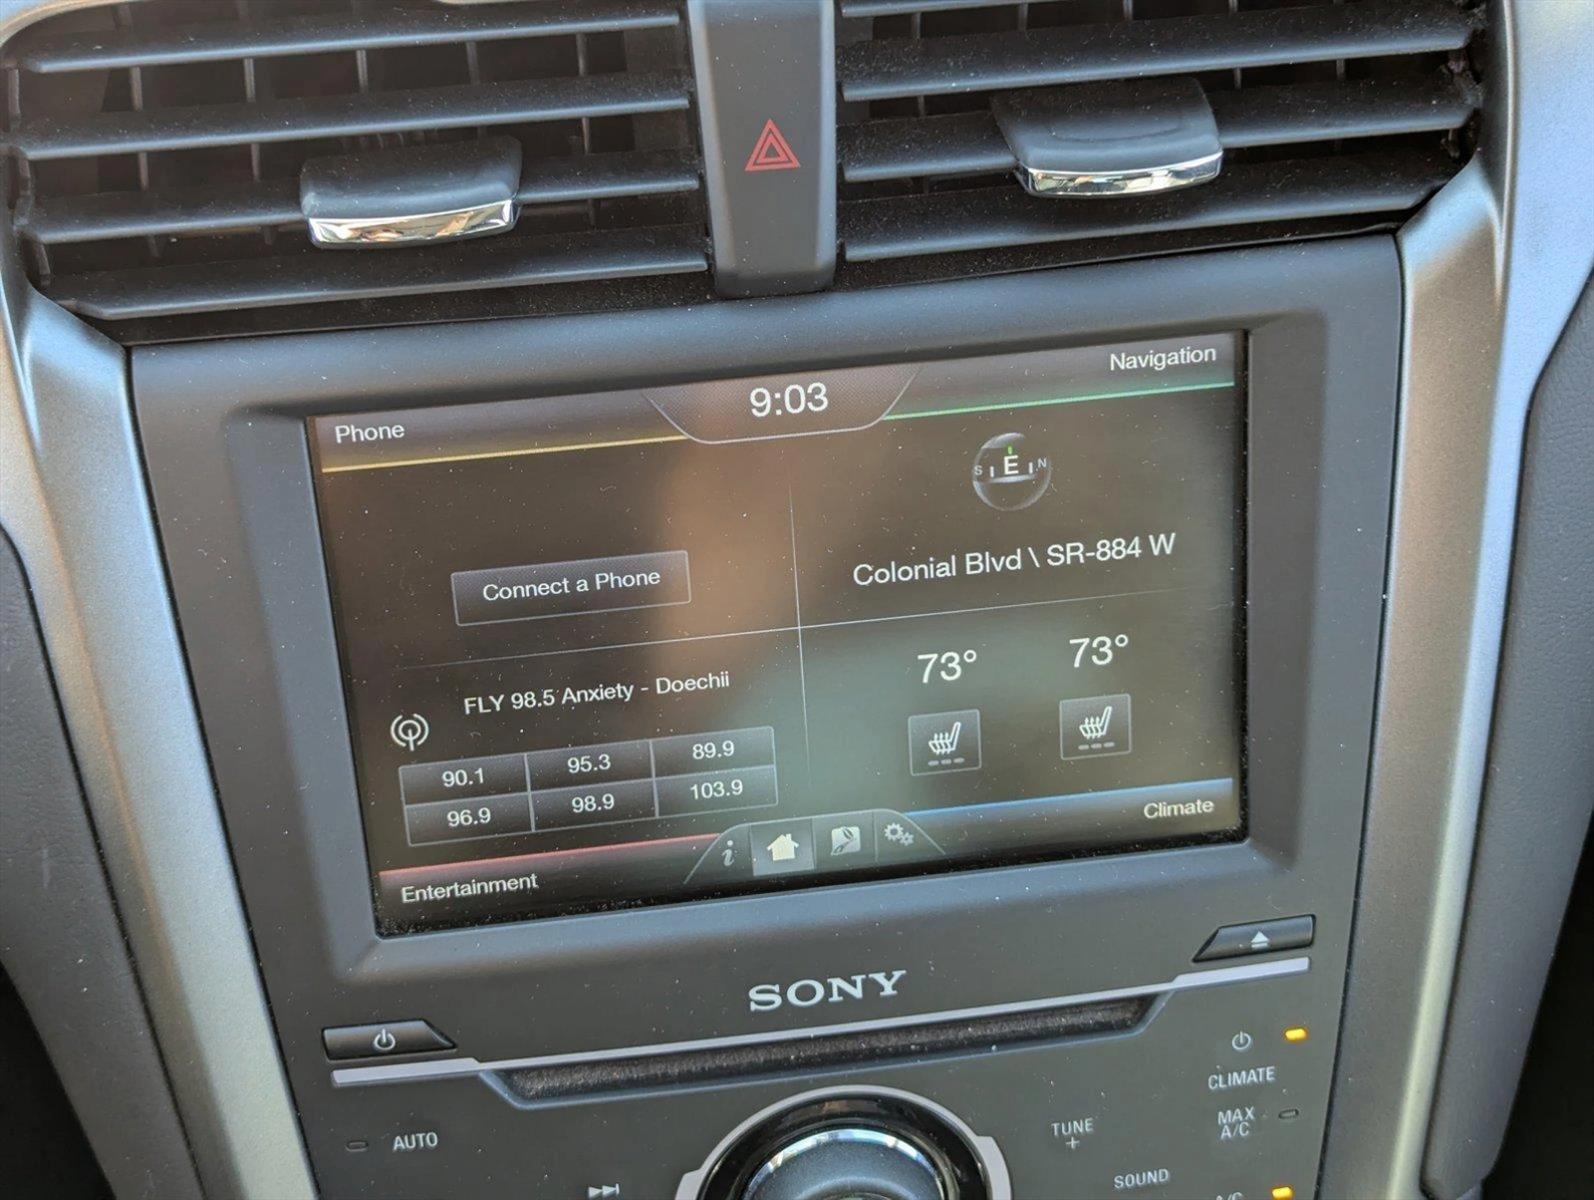 Phone
9:03
Navigation
S E N
Connect a Phone
Colonial Blvd \ SR-884 W
FLY 98.5 Anxiety - Doechii
73° 73°
90.1 95.3 89.9
96.9 98.9 103.9
i
Entertainment
Climate
SONY
CLIMATE
AUTO
TUNE
+
MAX
A/C
SOUND
A/C